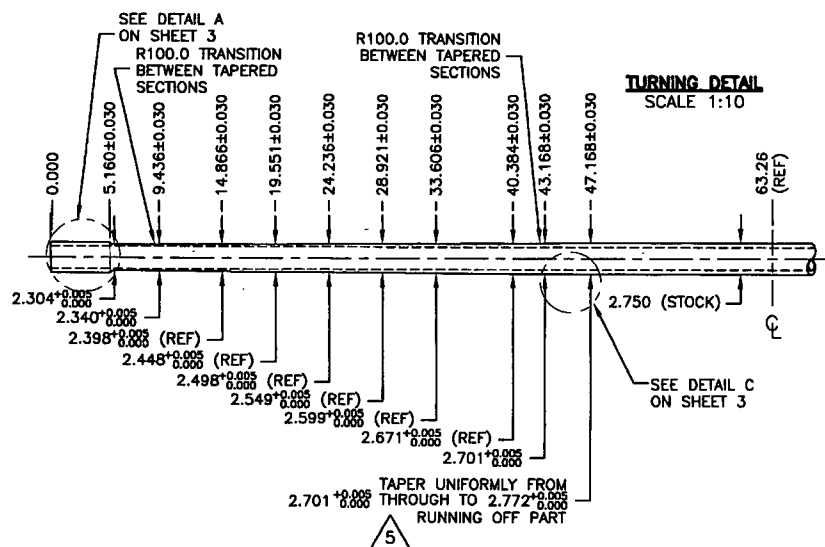 SEE DETAIL A
ON SHEET 3
R100.0 TRANSITION
BETWEEN TAPERED
SECTIONS
R100.0 TRANSITION
BETWEEN TAPERED
SECTIONS
TURNING DETAIL
SCALE 1:10
0.000
5.160±0.030
9.436±0.030
14.866±0.030
19.551±0.030
24.236±0.030
28.921±0.030
33.606±0.030
40.384±0.030
43.168±0.030
47.168±0.030
63.26
(REF)
2.304+0.005 0.000
2.340+0.005 0.000
2.398+0.005 0.000 (REF)
2.448+0.005 0.000 (REF)
2.498+0.005 0.000 (REF)
2.549+0.005 0.000 (REF)
2.599+0.005 0.000 (REF)
2.671+0.005 0.000 (REF)
2.701+0.005 0.000
2.750 (STOCK)
℄
SEE DETAIL C
ON SHEET 3
TAPER UNIFORMLY FROM
2.701 +0.005 0.000 THROUGH TO 2.772+0.005 0.000
RUNNING OFF PART
5